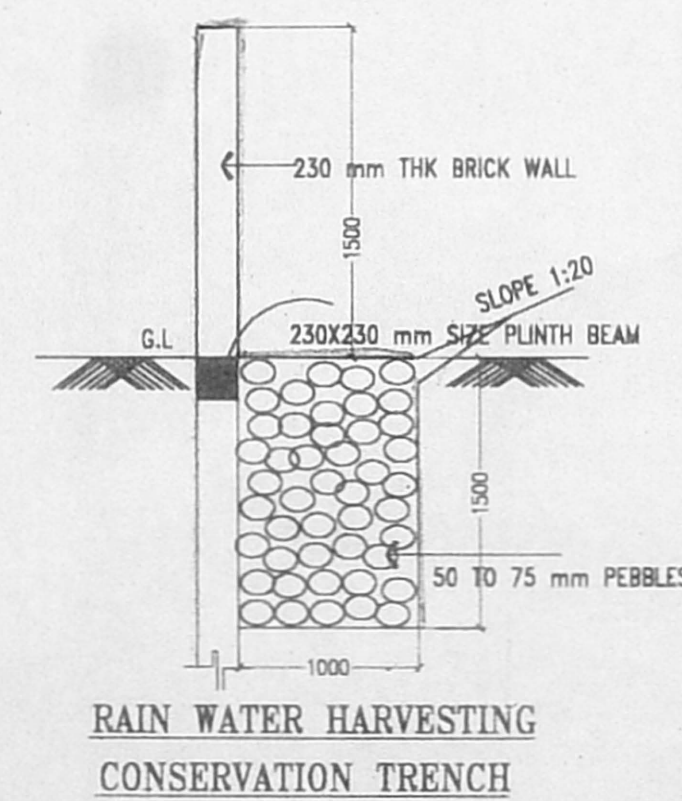 230 mm THK BRICK WALL
1500
SLOPE 1:20
G.L
230X230 mm SIZE PLINTH BEAM
1500
50 TO 75 mm PEBBLES
1000
RAIN WATER HARVESTING
CONSERVATION TRENCH